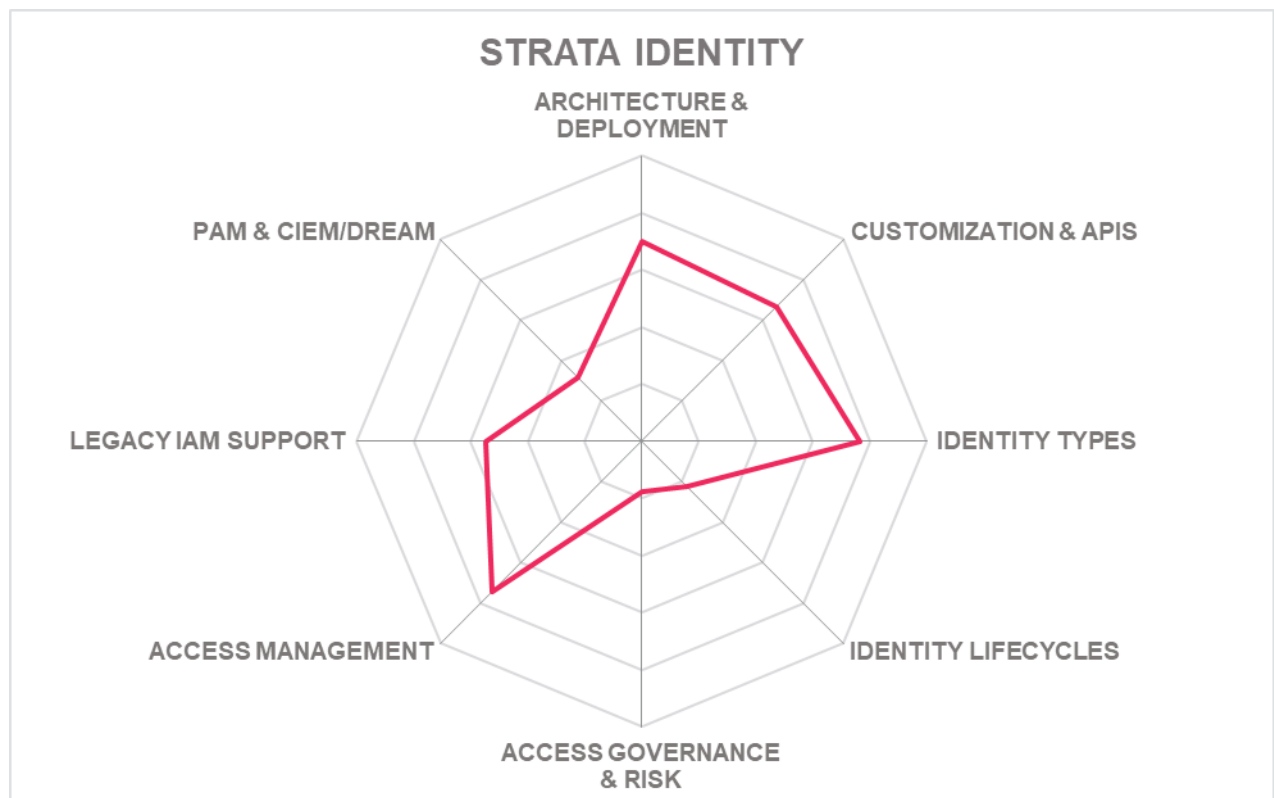 STRATA IDENTITY
ARCHITECTURE &
DEPLOYMENT
PAM & CIEM/DREAM
CUSTOMIZATION & APIS
LEGACY IAM SUPPORT
IDENTITY TYPES
ACCESS MANAGEMENT
IDENTITY LIFECYCLES
ACCESS GOVERNANCE
& RISK